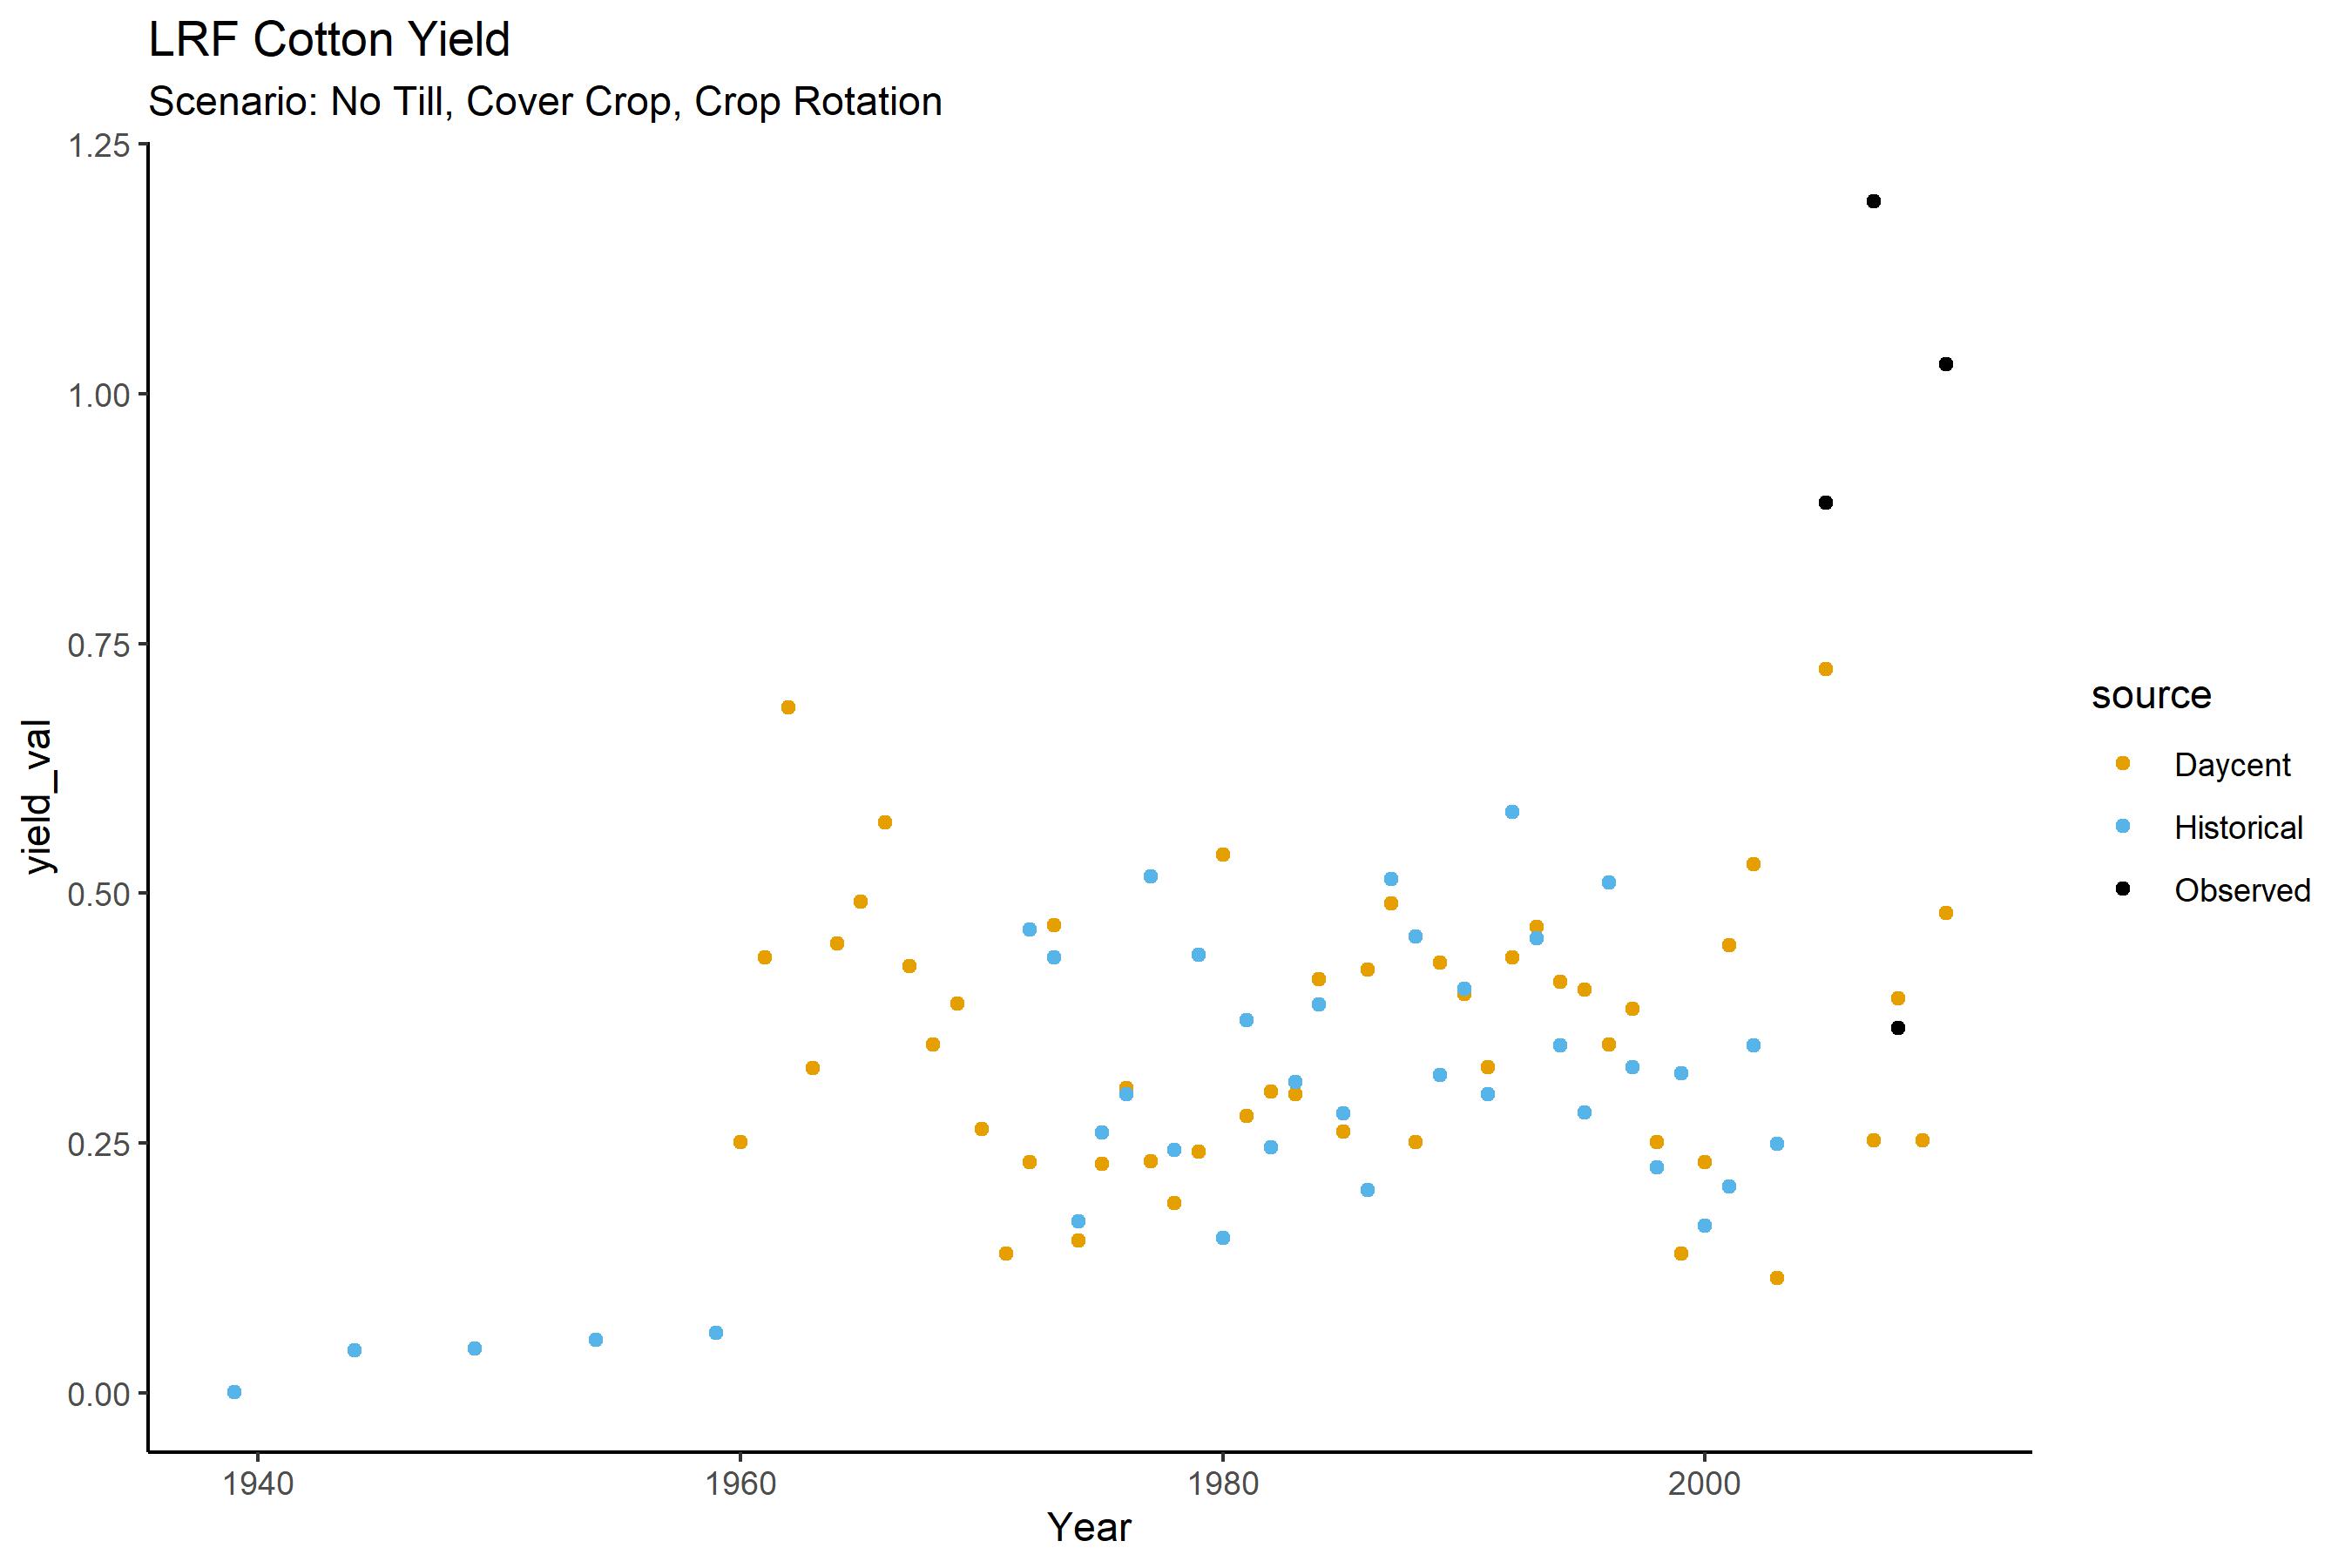 LRF Cotton Yield
Scenario: No Till, Cover Crop, Crop Rotation
1.25
1.00
0.75
0.50
0.25
0.00
yield_val
1940 1960 1980 2000
Year
source
Daycent
Historical
Observed